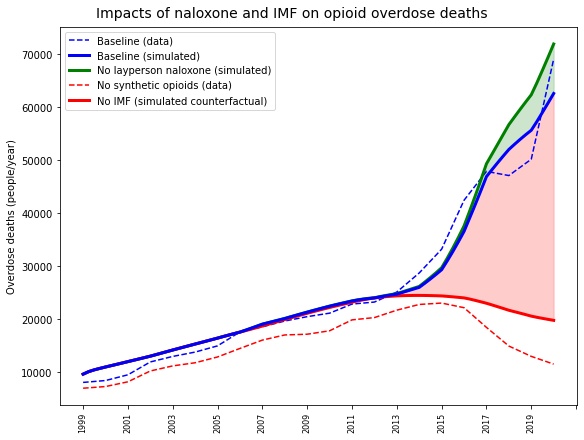 Impacts of naloxone and IMF on opioid overdose deaths
Baseline (data)
Baseline (simulated)
No layperson naloxone (simulated)
No synthetic opioids (data)
No IMF (simulated counterfactual)
Overdose deaths (people/year)
70000
60000
50000
40000
30000
20000
10000
1999
2001
2003
2005
2007
2009
2011
2013
2015
2017
2019